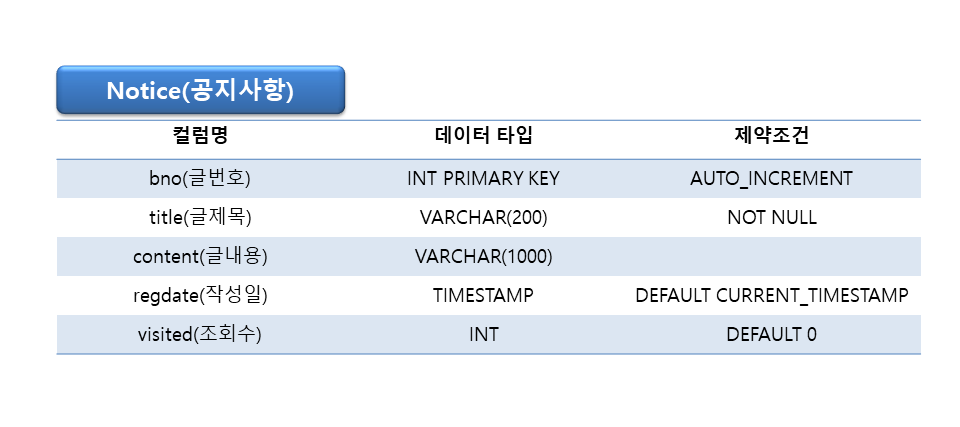 Notice(공지사항)
컬럼명 데이터 타입 제약조건
bno(글번호) INT PRIMARY KEY AUTO_INCREMENT
title(글제목) VARCHAR(200) NOT NULL
content(글내용) VARCHAR(1000)
regdate(작성일) TIMESTAMP DEFAULT CURRENT_TIMESTAMP
visited(조회수) INT DEFAULT 0